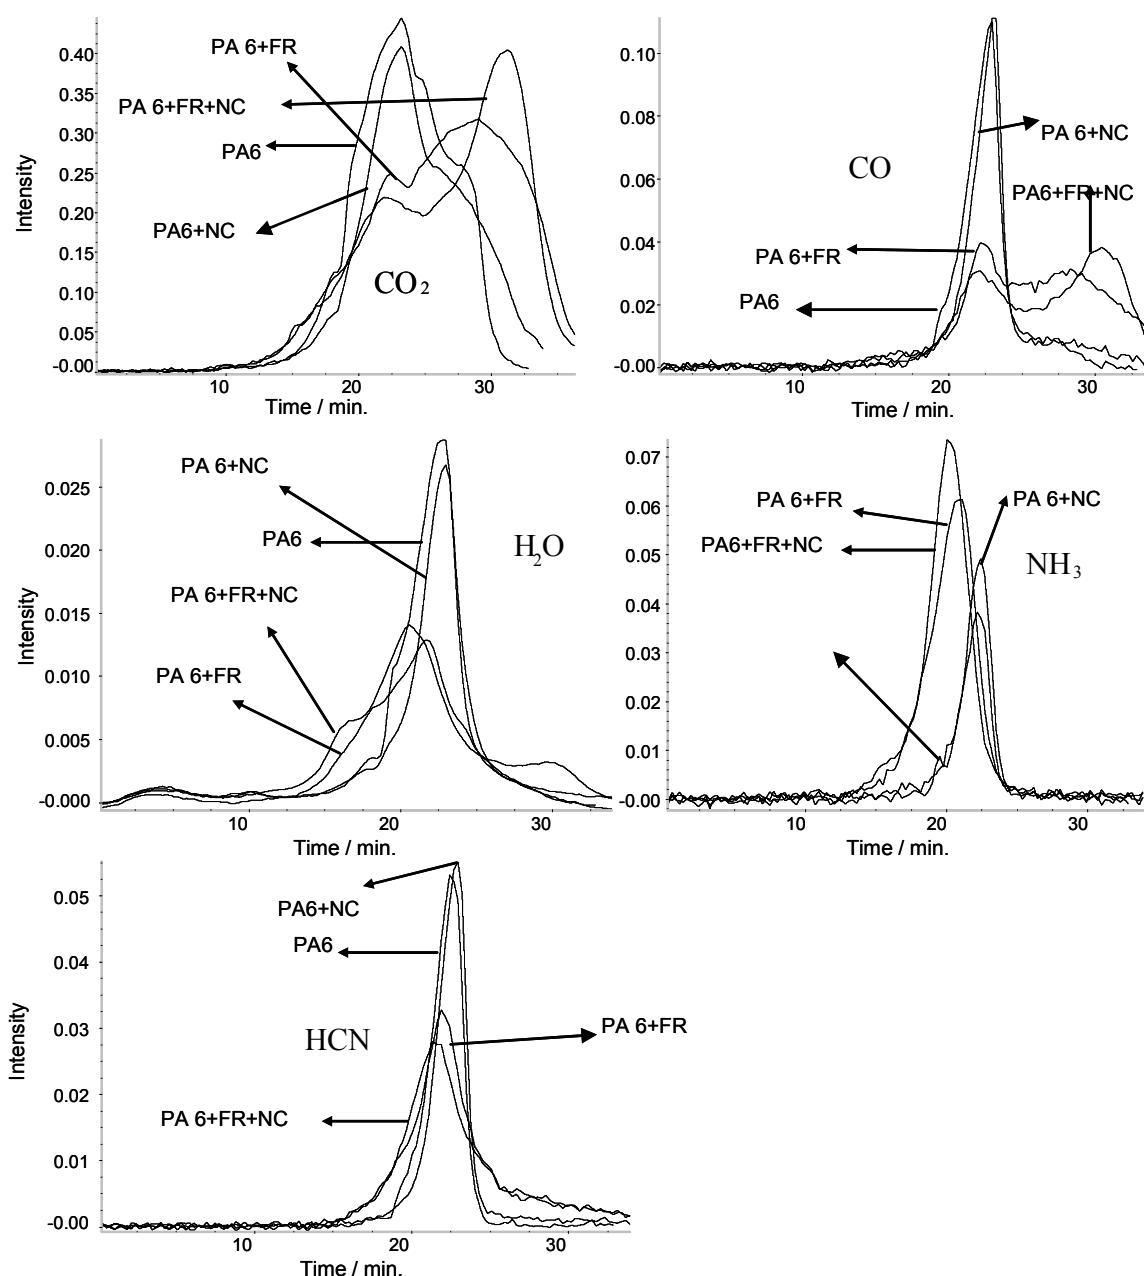 PA 6+FR
0.40
0.35
PA 6+FR+NC
0.30
PA6
0.25
0.20
PA6+NC
0.15
CO2
0.10
0.05
-0.00
Intensity
10
20
30
Time / min.
0.10
PA 6+NC
0.08
CO
0.06
PA6+FR+NC
0.04
PA 6+FR
PA6
0.02
-0.00
10
20
30
Time / min.
PA 6+NC
0.025
PA6
H2O
0.020
PA 6+FR+NC
0.015
PA 6+FR
0.010
0.005
-0.000
Intensity
10
20
30
Time / min.
0.07
PA 6+FR
PA 6+NC
0.06
PA6+FR+NC
NH3
0.05
0.04
0.03
0.02
0.01
-0.00
10
20
30
Time / min.
0.05
PA6+NC
PA6
0.04
HCN
PA 6+FR
0.03
0.02
PA 6+FR+NC
0.01
-0.00
Intensity
10
20
30
Time / min.